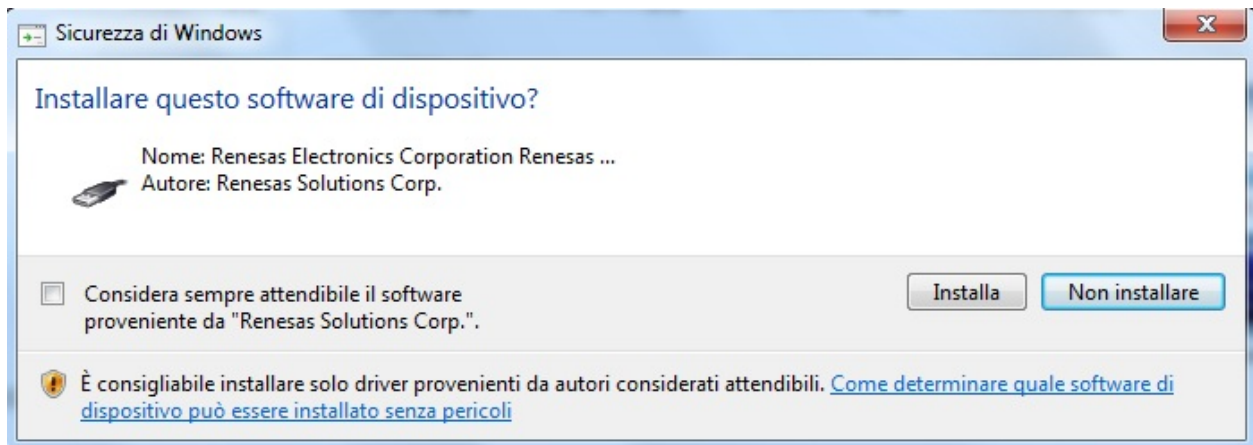 Sicurezza di Windows
Installare questo software di dispositivo?
Nome: Renesas Electronics Corporation Renesas ...
Autore: Renesas Solutions Corp.
Considera sempre attendibile il software
proveniente da "Renesas Solutions Corp.".
Installa
Non installare
È consigliabile installare solo driver provenienti da autori considerati attendibili. Come determinare quale software di
dispositivo può essere installato senza pericoli